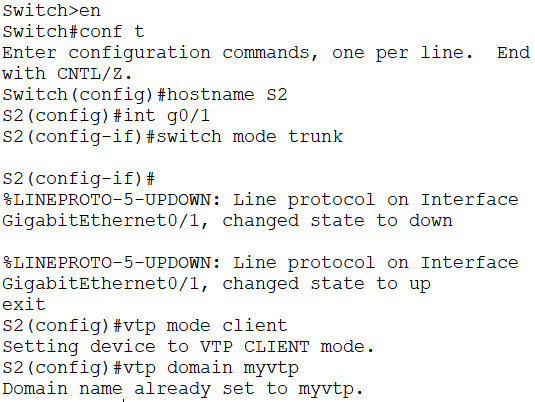 Switch>en
Switch#conf t
Enter configuration commands, one per line.  End
with CNTL/Z.
Switch(config)#hostname S2
S2(config)#int g0/1
S2(config-if)#switch mode trunk
S2(config-if)#
%LINEPROTO-5-UPDOWN: Line protocol on Interface
GigabitEthernet0/1, changed state to down
%LINEPROTO-5-UPDOWN: Line protocol on Interface
GigabitEthernet0/1, changed state to up
exit
S2(config)#vtp mode client
Setting device to VTP CLIENT mode.
S2(config)#vtp domain myvtp
Domain name already set to myvtp.